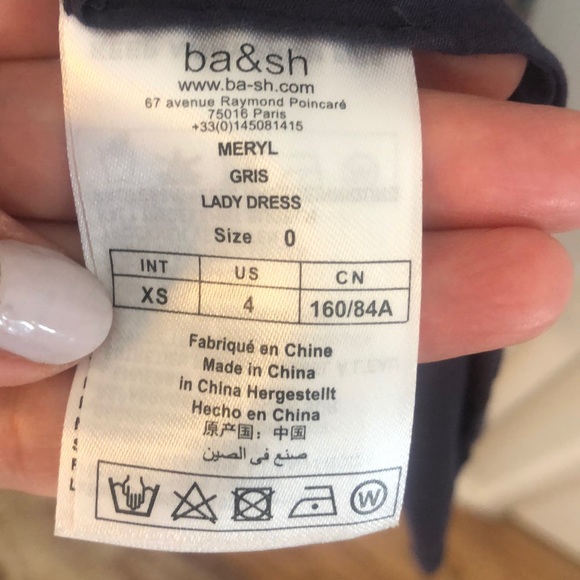 ba&sh
www.ba-sh.com
67 avenue Raymond Poincaré
75016 Paris
+33(0)145081415
MERYL
GRIS
LADY DRESS
Size 0
INT US CN
XS 4 160/84A
Fabriqué en Chine
Made in China
in China Hergestellt
Hecho en China
原产国：中国
صنع في الصين
W